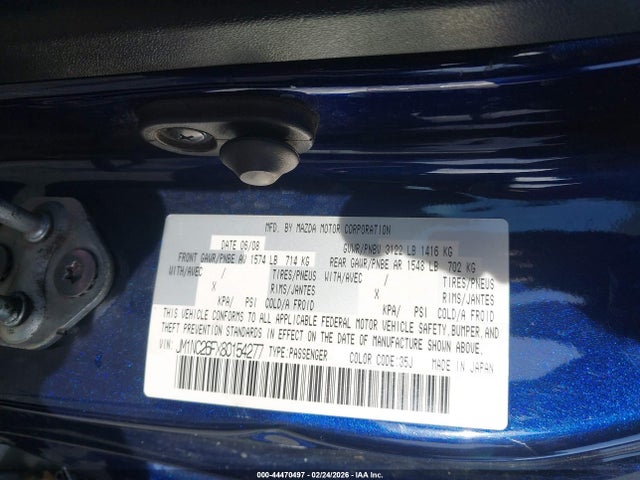 MFD. BY MAZDA MOTOR CORPORATION
DATE 06/08 GUWR/PNBU 3122 LB 1416 KG
FRONT GAWR/PNBE AU 1574 LB 714 KG REAR GAWR/PNBE AR 1548 LB 702 KG
WITH/AVEC / TIRES/PNEUS WITH/AVEC / TIRES/PNEUS
X RIMS/JANTES X RIMS/JANTES
KPA/ PSI COLD/A FROID KPA/ PSI COLD/A FROID
THIS VEHICLE CONFORMS TO ALL APPLICABLE FEDERAL MOTOR VEHICLE SAFETY, BUMPER, AND
THEFT PREVENTION STANDARDS IN EFFECT ON THE DATE OF MANUFACTURE SHOWN ABOVE.
VIN: JM1NC26FX80154277 TYPE:PASSENGER COLOR CODE:35J MADE IN JAPAN
000-44470497 - 02/24/2026 - IAA Inc.